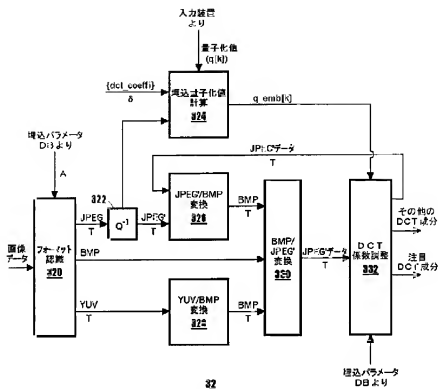 入力装置
より
量子化値
(q[k])
{dct_coeffi}
δ
埋込量子化値
計算
324
q_emb[k]
埋込パラメータ
DBより
A
JPEGデータ
T
322
JPEG
T
Q⁻¹
JPEG'
T
JPEG'/BMP
変換
326
BMP
T
その他の
DCT成分
画像
データ
フォーマット
認識
320
BMP
BMP/
JPEG'
変換
330
JPEG'データ
T
DCT
係数調整
332
注目
DCT成分
YUV
T
YUV/BMP
変換
328
BMP
T
32
埋込パラメータ
DBより